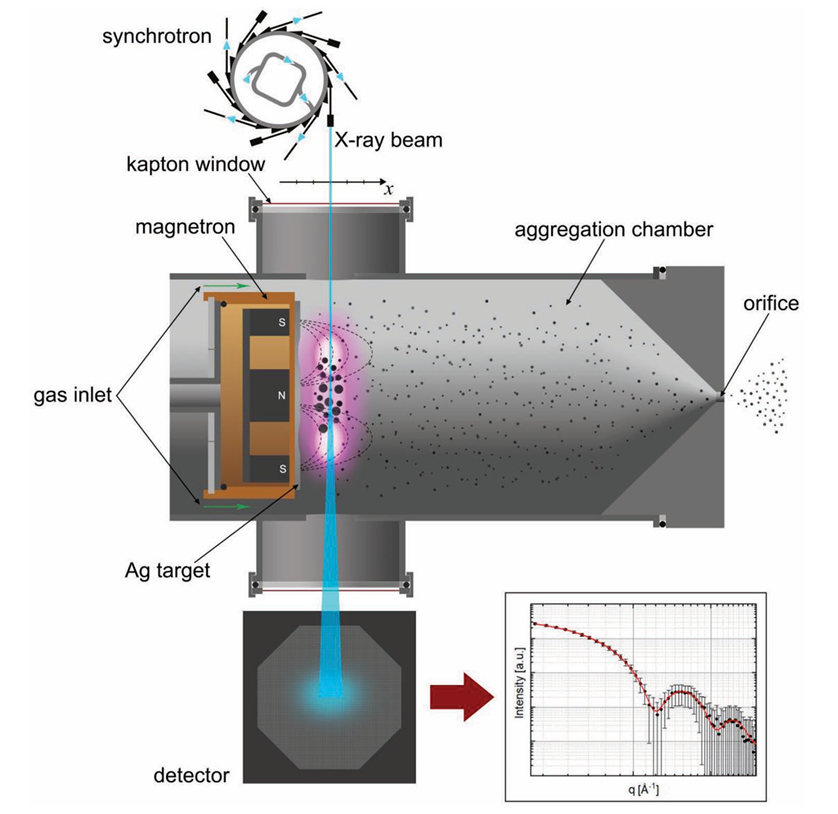 synchrotron
X-ray beam
kapton window
x
magnetron
aggregation chamber
orifice
S
gas inlet
N
S
Ag target
Intensity [a.u.]
q [Å⁻¹]
detector